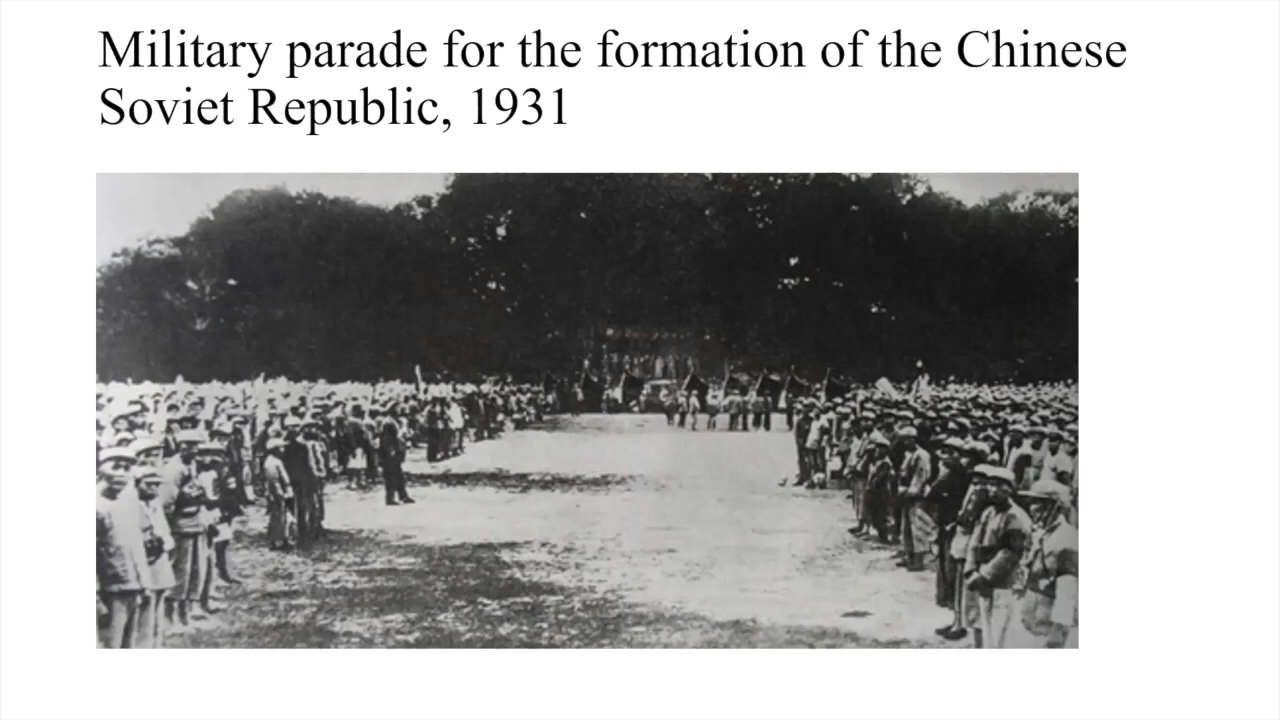 Military parade for the formation of the Chinese
Soviet Republic, 1931